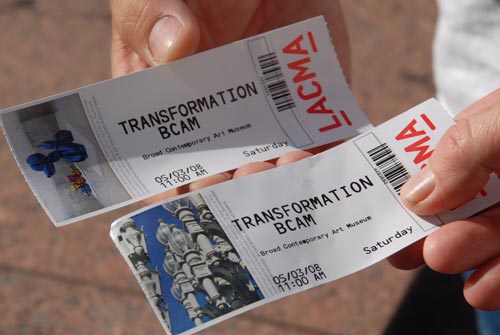 TRANSFORMATION
BCAM
Broad Contemporary Art Museum
05/03/08
11:00 AM
Saturday
LACMA
TRANSFORMATION
BCAM
Broad Contemporary Art Museum
05/03/08
11:00 AM
Saturday
MA